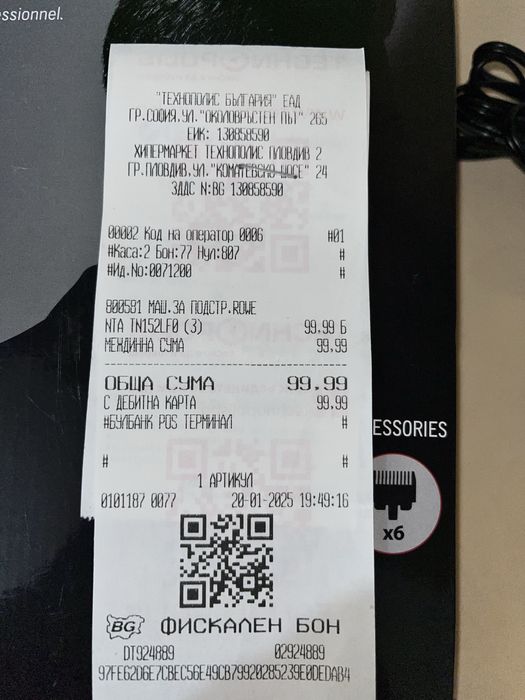 ssionnel.
"ТЕХНОПОЛИС БЪЛГАРИЯ" ЕАД
ГР.СОФИЯ.УЛ."ОКОЛОВРЪСТЕН ПЪТ" 265
ЕИК: 130858590
ХИПЕРМАРКЕТ ТЕХНОПОЛИС ПЛОВДИВ 2
ГР.ПЛОВДИВ.УЛ."КОМАТЕВСКО ШОСЕ" 24
ЗДДС N:BG 130858590
00002 Код на оператор 0006 #01
#Каса:2 Бон:77 Нул:807 #
#Ид.No:0071200 #
800581 МАШ.ЗА ПОДСТР.ROWE
NTA TN152LF0 (3) 99.99 Б
МЕЖДИННА СУМА 99.99
ОБЩА СУМА 99.99
С ДЕБИТНА КАРТА 99.99
#БУЛБАНК POS ТЕРМИНАЛ #
# #
ESSORIES
1 АРТИКУЛ
0101187 0077 20-01-2025 19:49:16
x6
BG ФИСКАЛЕН БОН
DT924889 02924889
97FE62D6E7CBEC56E49CB79920285239E0DEDAB4